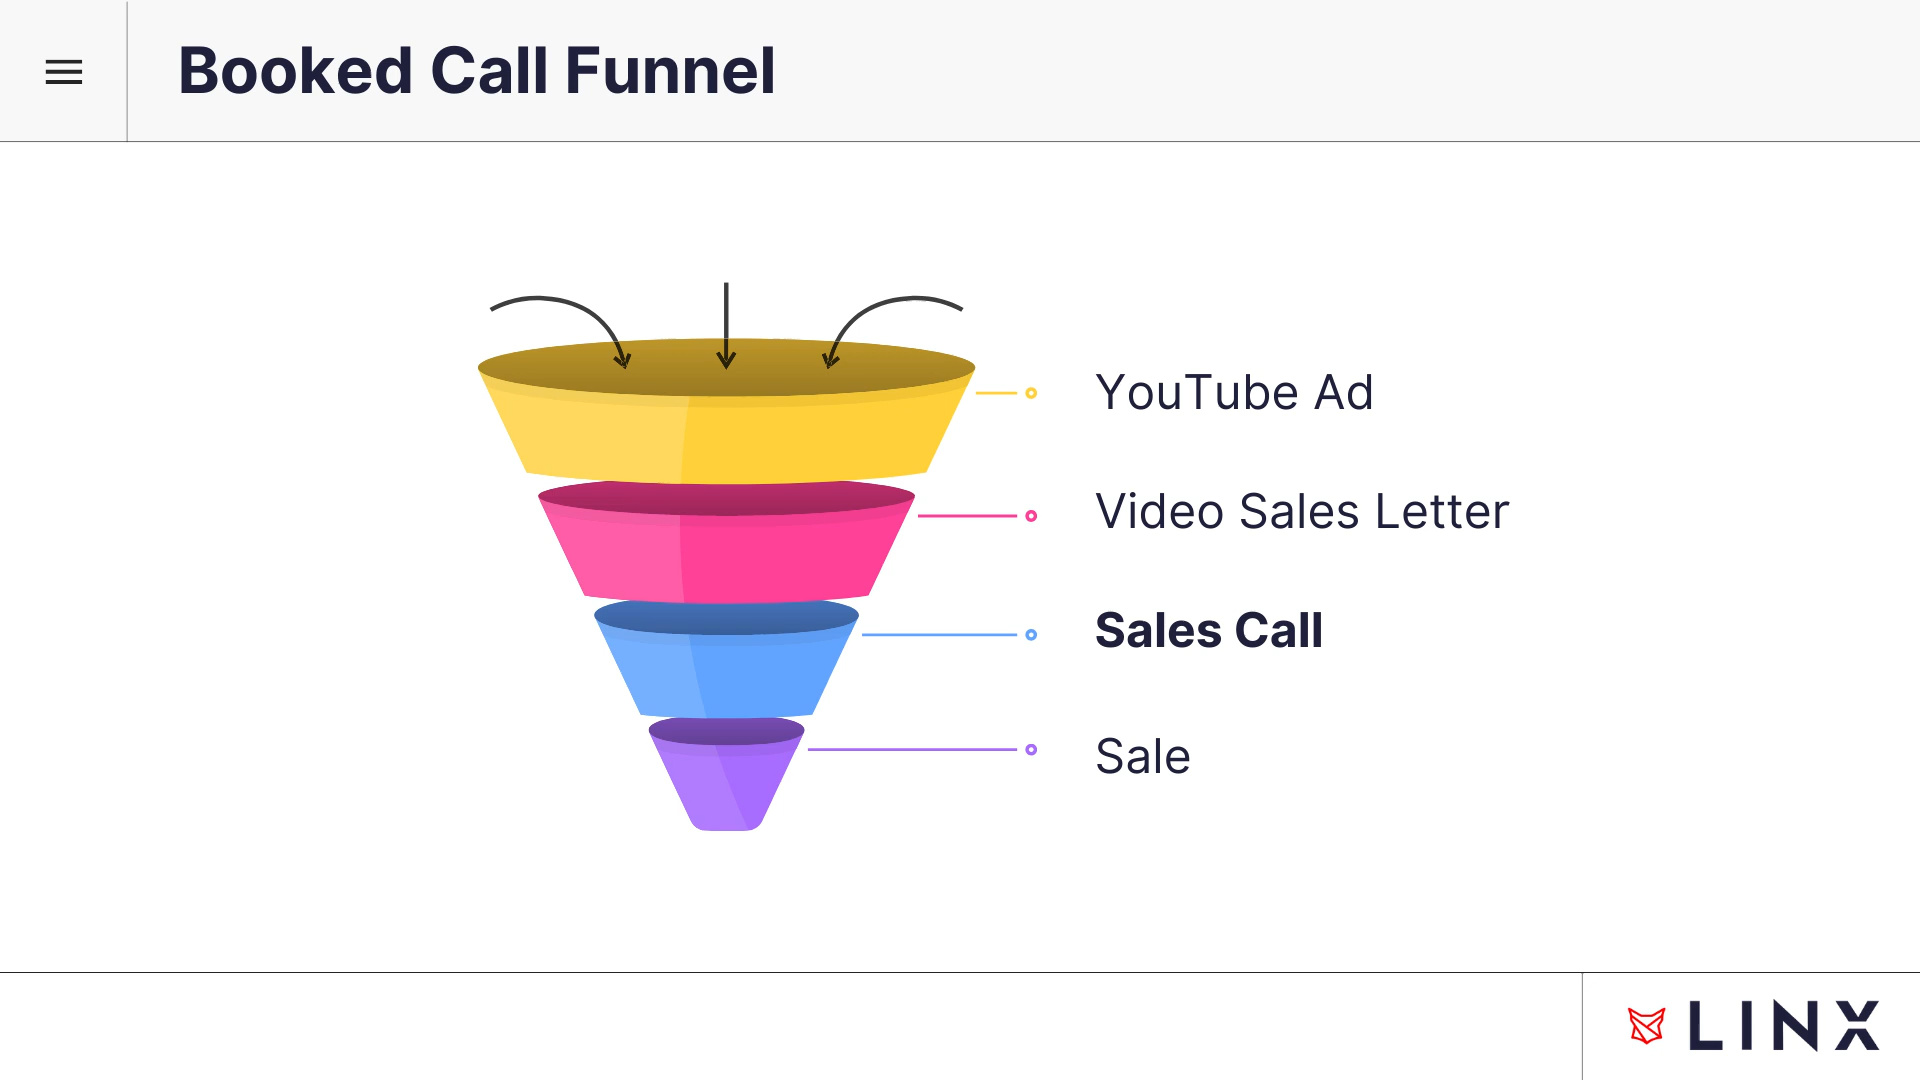 Booked Call Funnel
YouTube Ad
Video Sales Letter
Sales Call
Sale
LINX